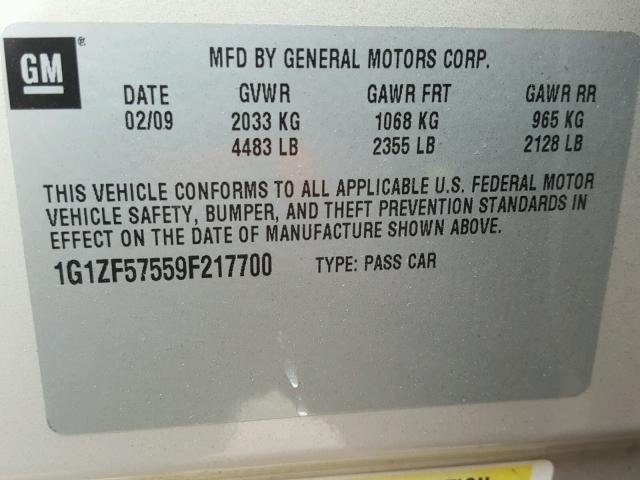 GM ®
MFD BY GENERAL MOTORS CORP.
DATE GVWR GAWR FRT GAWR RR
02/09 2033 KG 1068 KG 965 KG
4483 LB 2355 LB 2128 LB
THIS VEHICLE CONFORMS TO ALL APPLICABLE U.S. FEDERAL MOTOR
VEHICLE SAFETY, BUMPER, AND THEFT PREVENTION STANDARDS IN
EFFECT ON THE DATE OF MANUFACTURE SHOWN ABOVE.
1G1ZF57559F217700 TYPE: PASS CAR